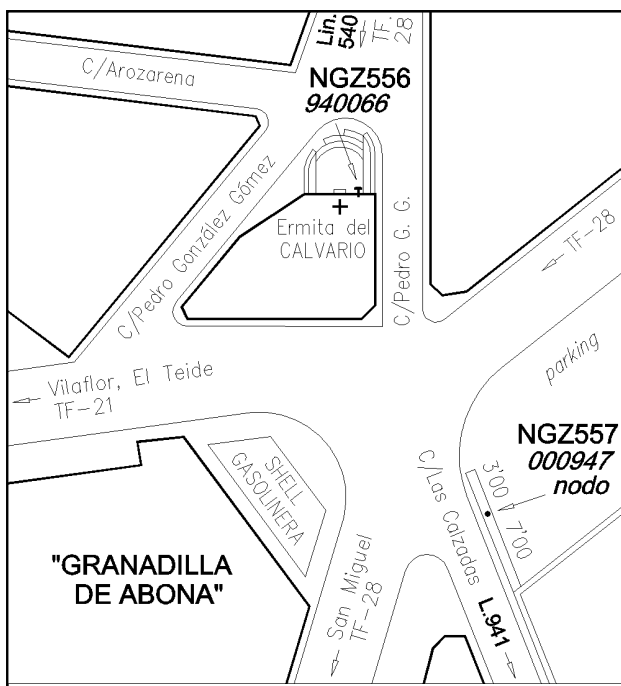 Lin.
540
TF-
28
C/Arozarena
NGZ556
940066
C/Pedro González Gómez
Ermita del
CALVARIO
C/Pedro G. G.
TF-28
Vilaflor, El Teide
TF-21
parking
SHELL
GASOLINERA
NGZ557
000947
nodo
3'00
7'00
C/Las Calzadas
L.941
"GRANADILLA
DE ABONA"
San Miguel
TF-28